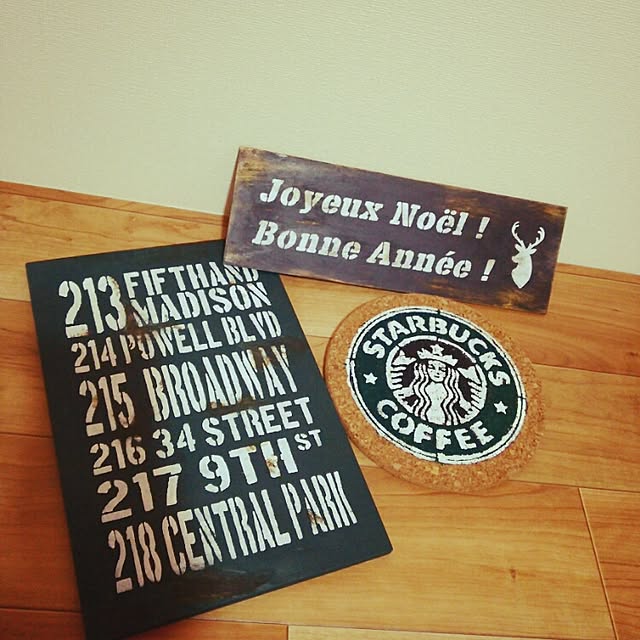 Joyeux Noël !
Bonne Année !
213 FIFTHAND
MADISON
214 POWELL BLVD
215 BROADWAY
216 34 STREET
217 9TH ST
218 CENTRAL PARK
STARBUCKS
COFFEE